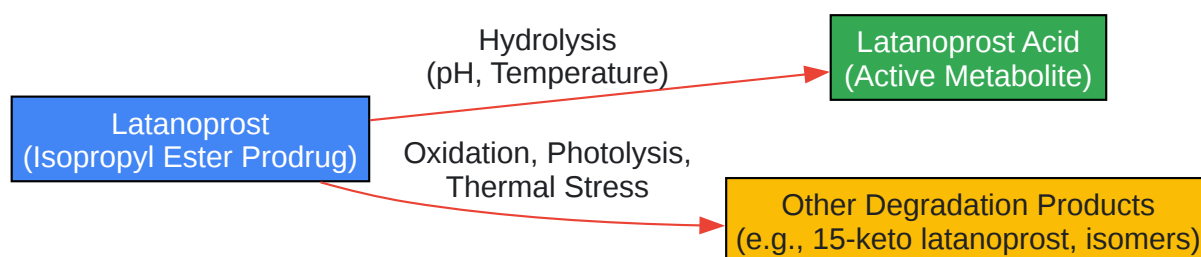 Hydrolysis
(pH, Temperature)
Latanoprost Acid
(Active Metabolite)
Latanoprost
(Isopropyl Ester Prodrug)
Oxidation, Photolysis,
Thermal Stress
Other Degradation Products
(e.g., 15-keto latanoprost, isomers)